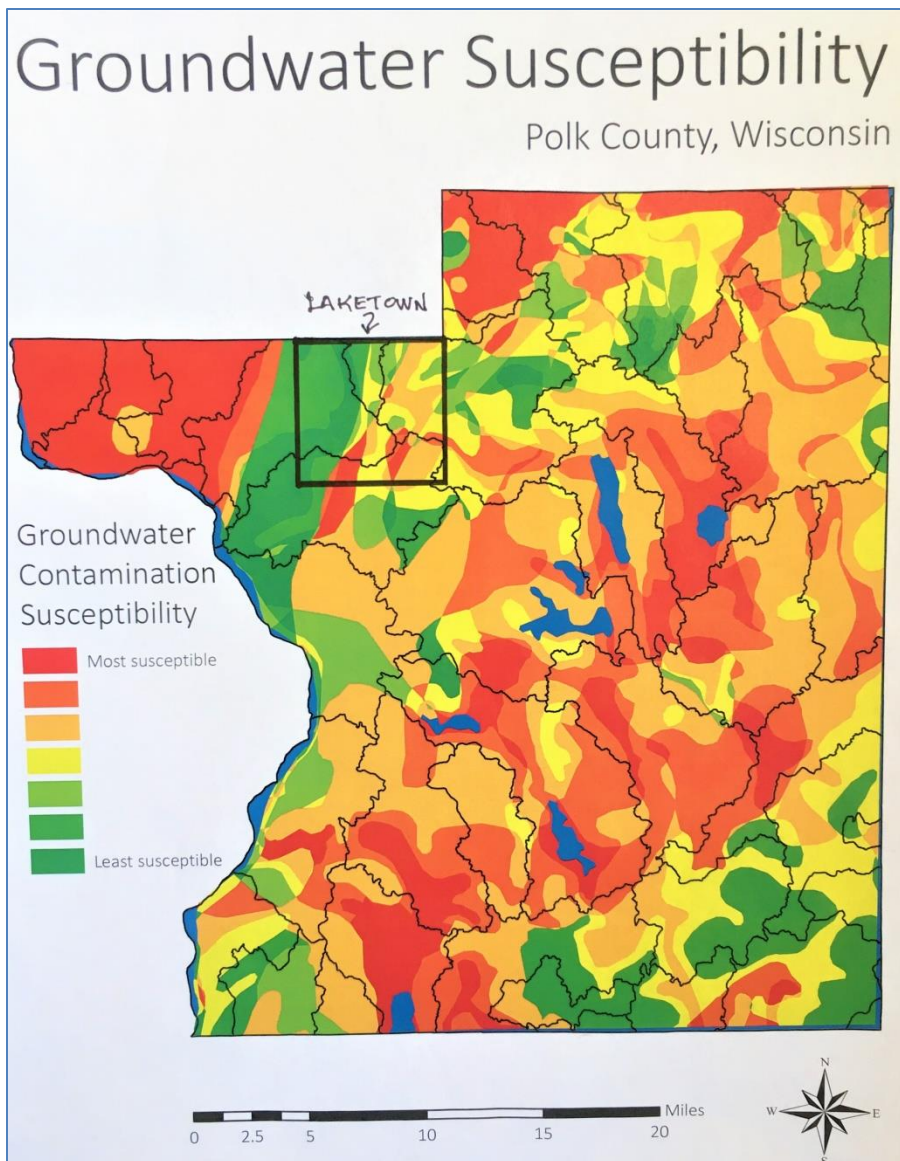 Groundwater Susceptibility
Polk County, Wisconsin
LAKETOWN
Groundwater
Contamination
Susceptibility
Most susceptible
Least susceptible
N
W
E
S
Miles
0
2.5
5
10
15
20